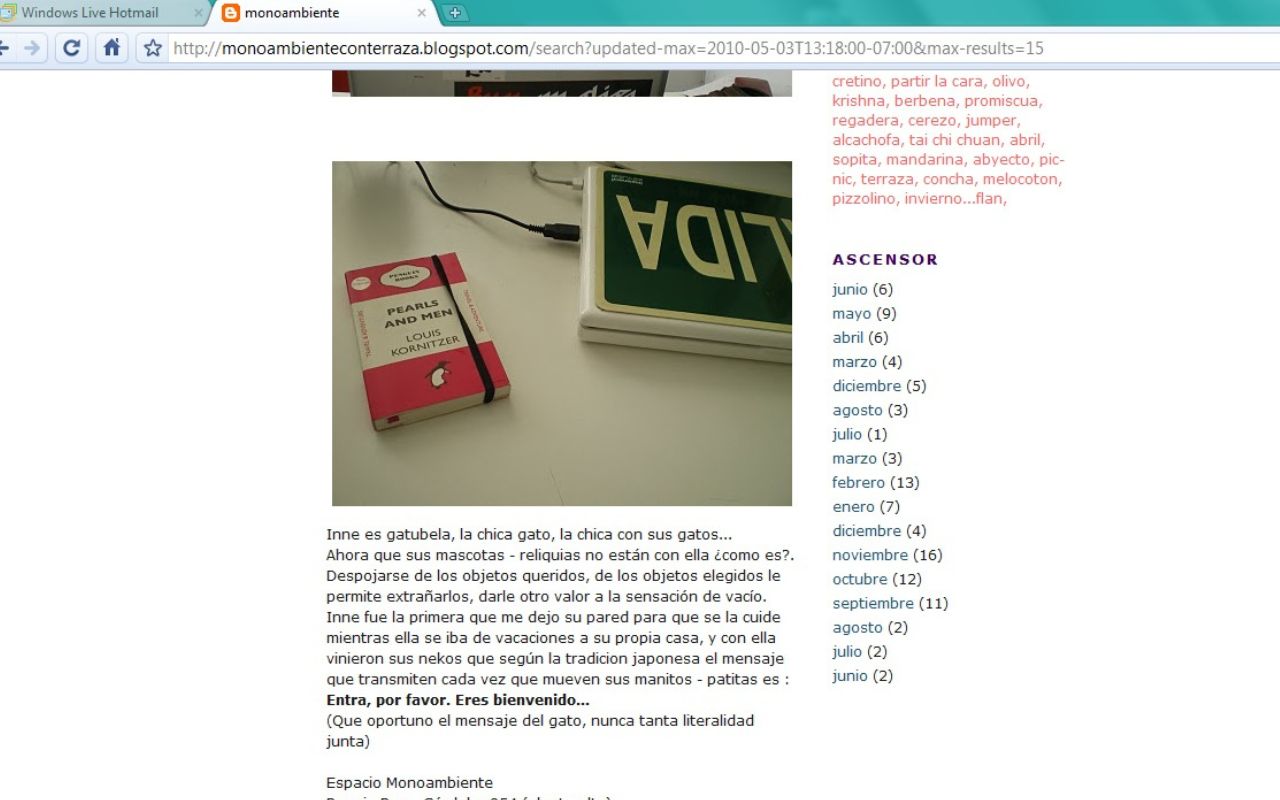 Windows Live Hotmail
monoambiente
http://monoambienteconterraza.blogspot.com/search?updated-max=2010-05-03T13:18:00-07:00&max-results=15
cretino, partir la cara, olivo,
krishna, berbena, promiscua,
regadera, cerezo, jumper,
alcachofa, tai chi chuan, abril,
sopita, mandarina, abyecto, pic-
nic, terraza, concha, melocoton,
pizzolino, invierno...flan,
PENGUIN
BOOKS
PEARLS
AND MEN
LOUIS
KORNITZER
ALIDA
Inne es gatubela, la chica gato, la chica con sus gatos...
Ahora que sus mascotas - reliquias no están con ella ¿como es?.
Despojarse de los objetos queridos, de los objetos elegidos le
permite extrañarlos, darle otro valor a la sensación de vacío.
Inne fue la primera que me dejo su pared para que se la cuide
mientras ella se iba de vacaciones a su propia casa, y con ella
vinieron sus nekos que según la tradicion japonesa el mensaje
que transmiten cada vez que mueven sus manitos - patitas es :
Entra, por favor. Eres bienvenido...
(Que oportuno el mensaje del gato, nunca tanta literalidad
junta)
Espacio Monoambiente
ASCENSOR
junio (6)
mayo (9)
abril (6)
marzo (4)
diciembre (5)
agosto (3)
julio (1)
marzo (3)
febrero (13)
enero (7)
diciembre (4)
noviembre (16)
octubre (12)
septiembre (11)
agosto (2)
julio (2)
junio (2)